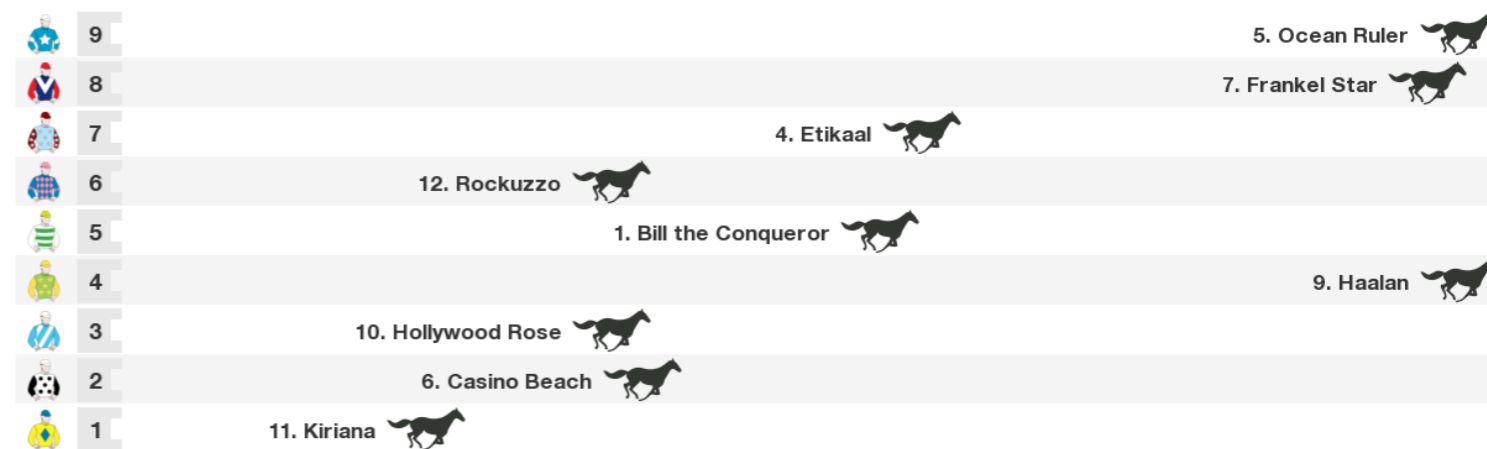 9 5. Ocean Ruler
8 7. Frankel Star
7 4. Etikaal
6 12. Rockuzzo
5 1. Bill the Conqueror
4 9. Haalan
3 10. Hollywood Rose
2 6. Casino Beach
1 11. Kiriana